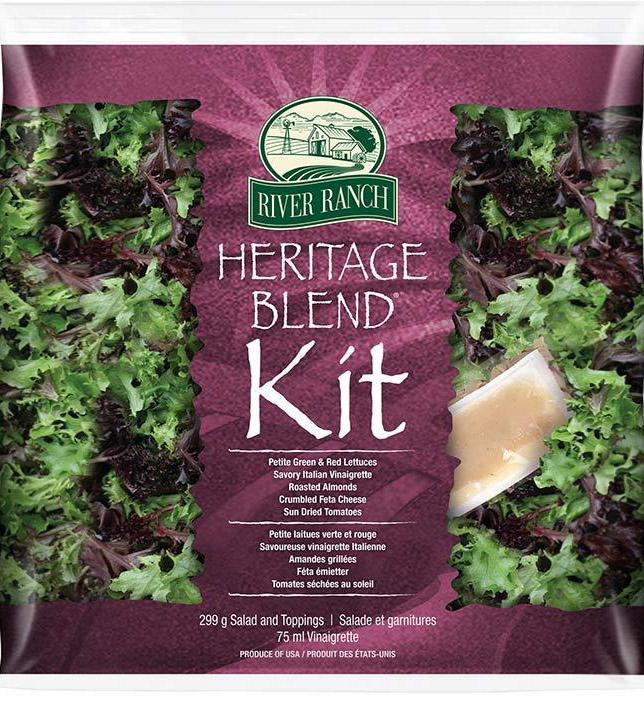 RIVER RANCH
HERITAGE
BLEND®
Kit
Petite Green & Red Lettuces
Savory Italian Vinaigrette
Roasted Almonds
Crumbled Feta Cheese
Sun Dried Tomatoes
Petite laitues verte et rouge
Savoureuse vinaigrette Italienne
Amandes grillées
Fêta émietter
Tomates séchées au soleil
299 g Salad and Toppings | Salade et garnitures
75 ml Vinaigrette
PRODUCE OF USA / PRODUIT DES ÉTATS-UNIS